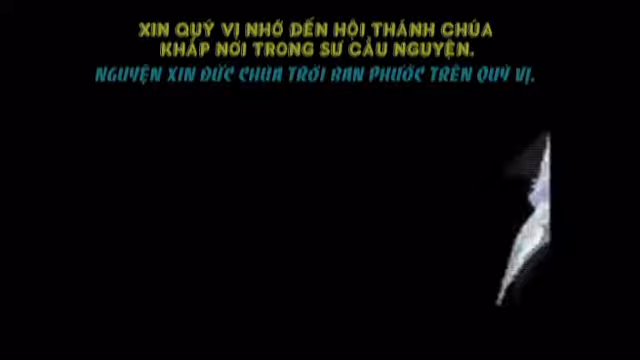 XIN QUÝ VỊ NHỚ ĐẾN HỘI THÁNH CHÚA
KHẮP NƠI TRONG SỰ CẦU NGUYỆN.
NGUYỆN XIN ĐỨC CHÚA TRỜI BAN PHƯỚC TRÊN QUÝ VỊ.